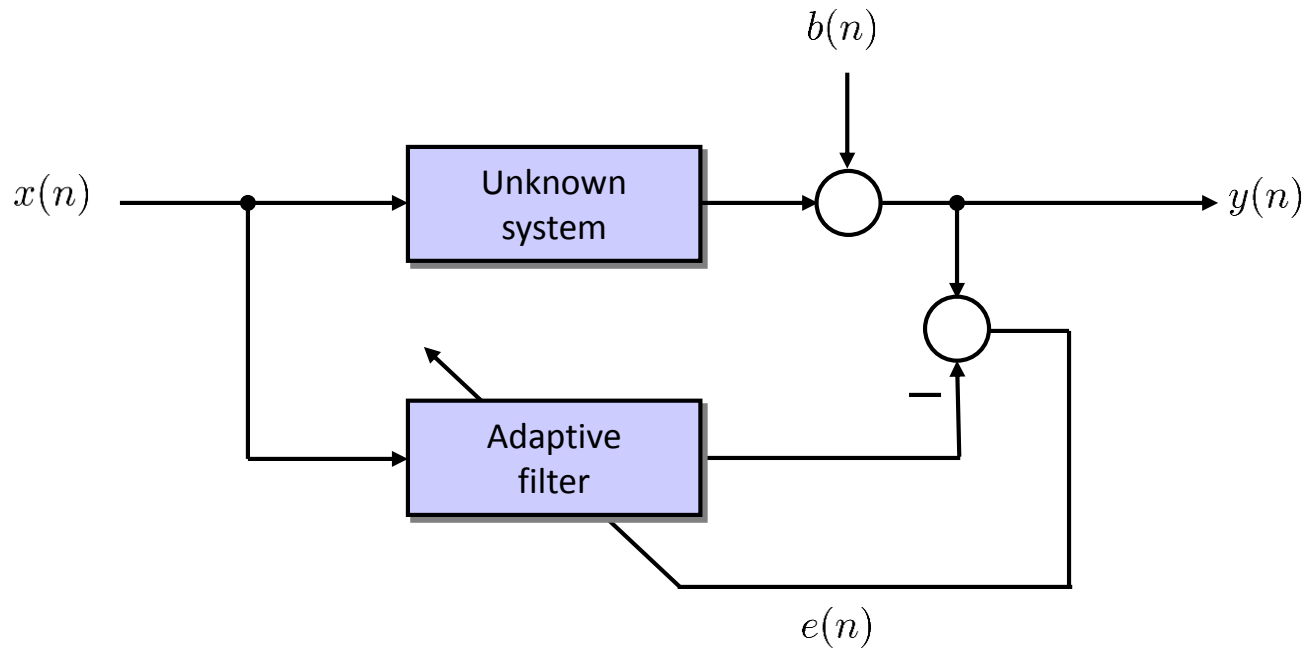 b(n)
x(n)
Unknown
system
y(n)
−
Adaptive
filter
e(n)